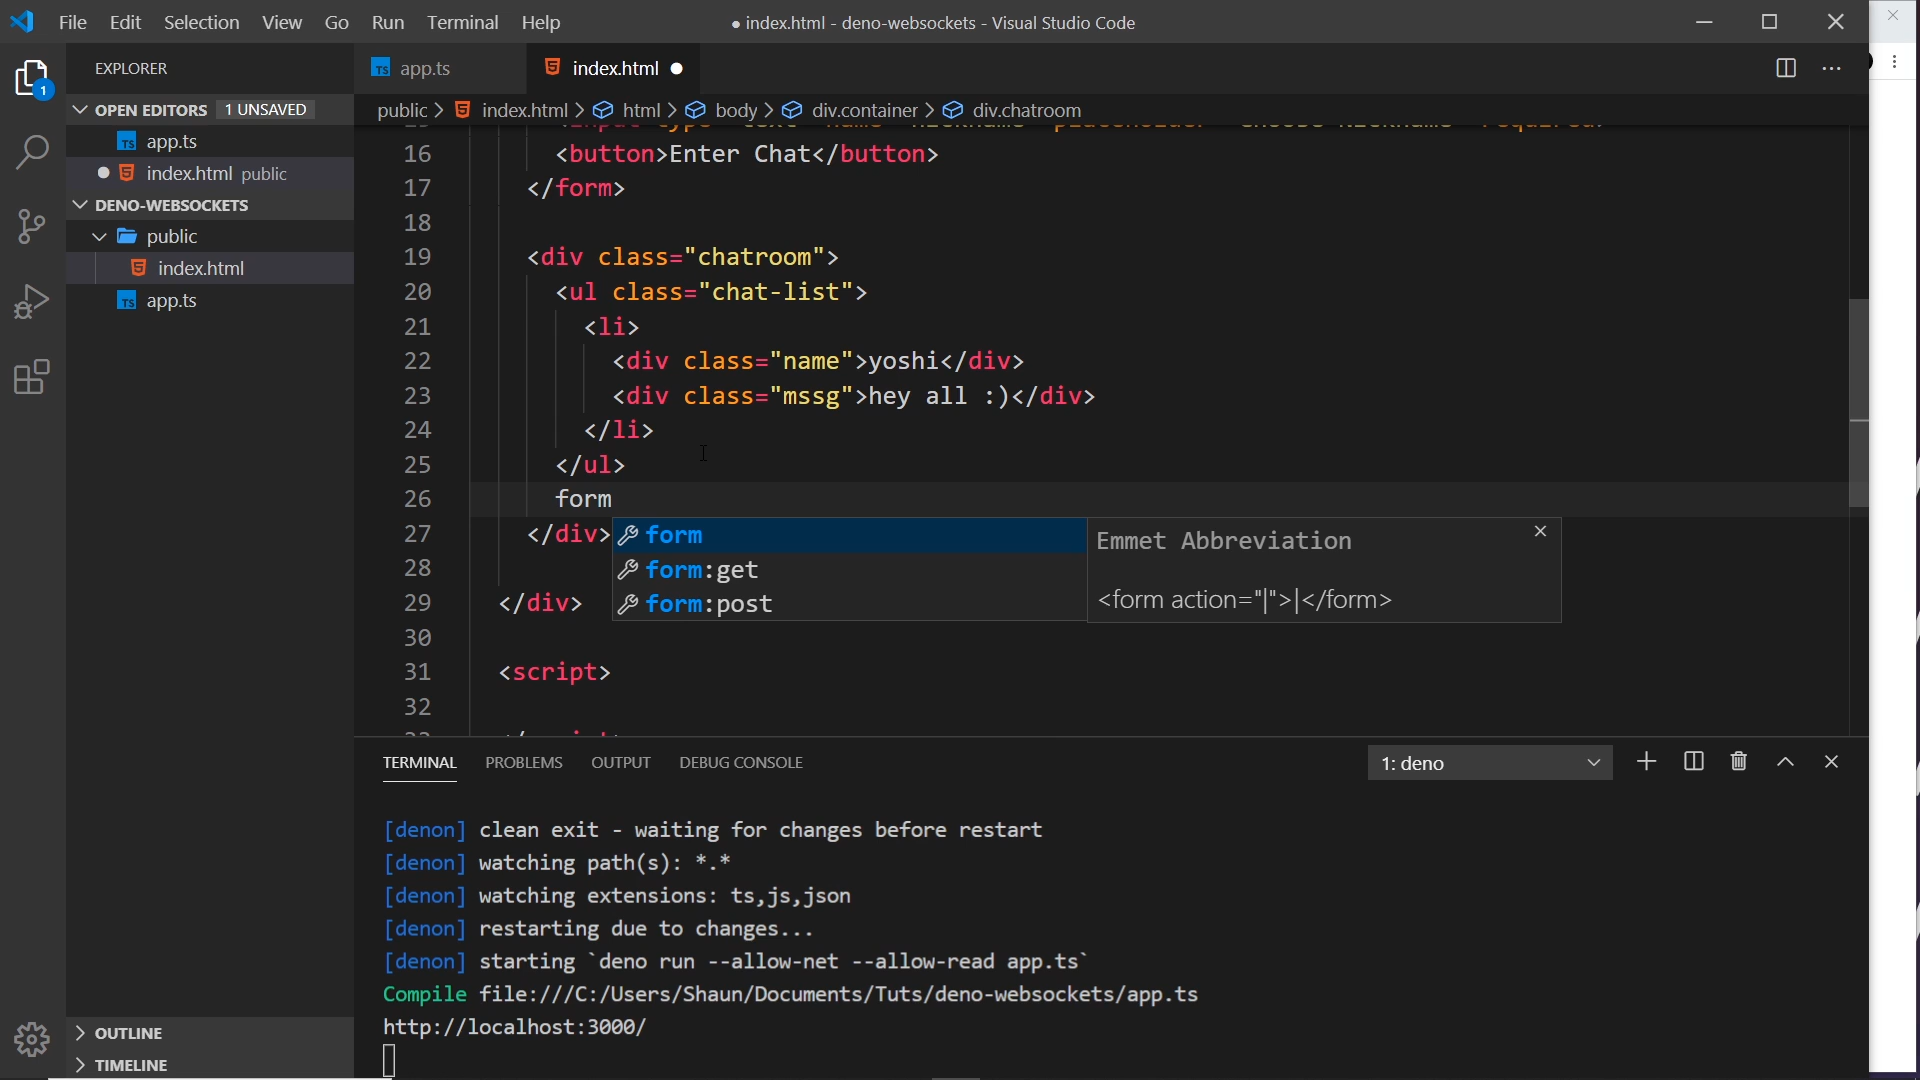 File Edit Selection View Go Run Terminal Help
● index.html - deno-websockets - Visual Studio Code
1
EXPLORER
OPEN EDITORS 1 UNSAVED
TS app.ts
index.html public
DENO-WEBSOCKETS
public
index.html
TS app.ts
OUTLINE
TIMELINE
TS app.ts
index.html ●
public > index.html > html > body > div.container > div.chatroom
16 <button>Enter Chat</button>
17 </form>
18
19 <div class="chatroom">
20 <ul class="chat-list">
21 <li>
22 <div class="name">yoshi</div>
23 <div class="mssg">hey all :)</div>
24 </li>
25 </ul>
26 form
27 </div>
28
29 </div>
30
31 <script>
32
form
form:get
form:post
Emmet Abbreviation
<form action="|">|</form>
TERMINAL PROBLEMS OUTPUT DEBUG CONSOLE
1: deno
[denon] clean exit - waiting for changes before restart
[denon] watching path(s): *.*
[denon] watching extensions: ts,js,json
[denon] restarting due to changes...
[denon] starting `deno run --allow-net --allow-read app.ts`
Compile file:///C:/Users/Shaun/Documents/Tuts/deno-websockets/app.ts
http://localhost:3000/